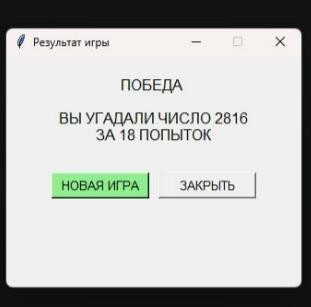 Результат игры
ПОБЕДА
ВЫ УГАДАЛИ ЧИСЛО 2816
ЗА 18 ПОПЫТОК
НОВАЯ ИГРА
ЗАКРЫТЬ